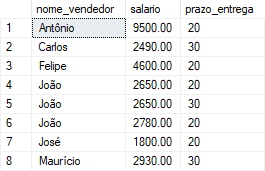 nome_vendedor salario prazo_entrega
1 Antônio 9500.00 20
2 Carlos 2490.00 30
3 Felipe 4600.00 20
4 João 2650.00 20
5 João 2650.00 30
6 João 2780.00 20
7 José 1800.00 20
8 Maurício 2930.00 30